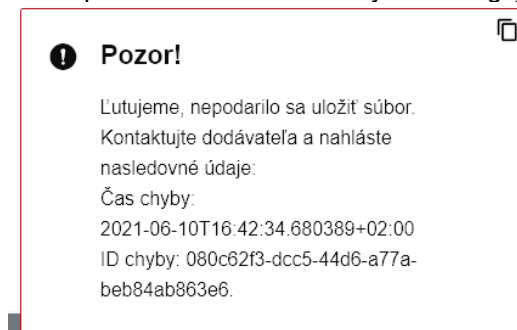 Pozor!
Ľutujeme, nepodarilo sa uložiť súbor.
Kontaktujte dodávateľa a nahláste
nasledovné údaje:
Čas chyby:
2021-06-10T16:42:34.680389+02:00
ID chyby: 080c62f3-dcc5-44d6-a77a-
beb84ab863e6.